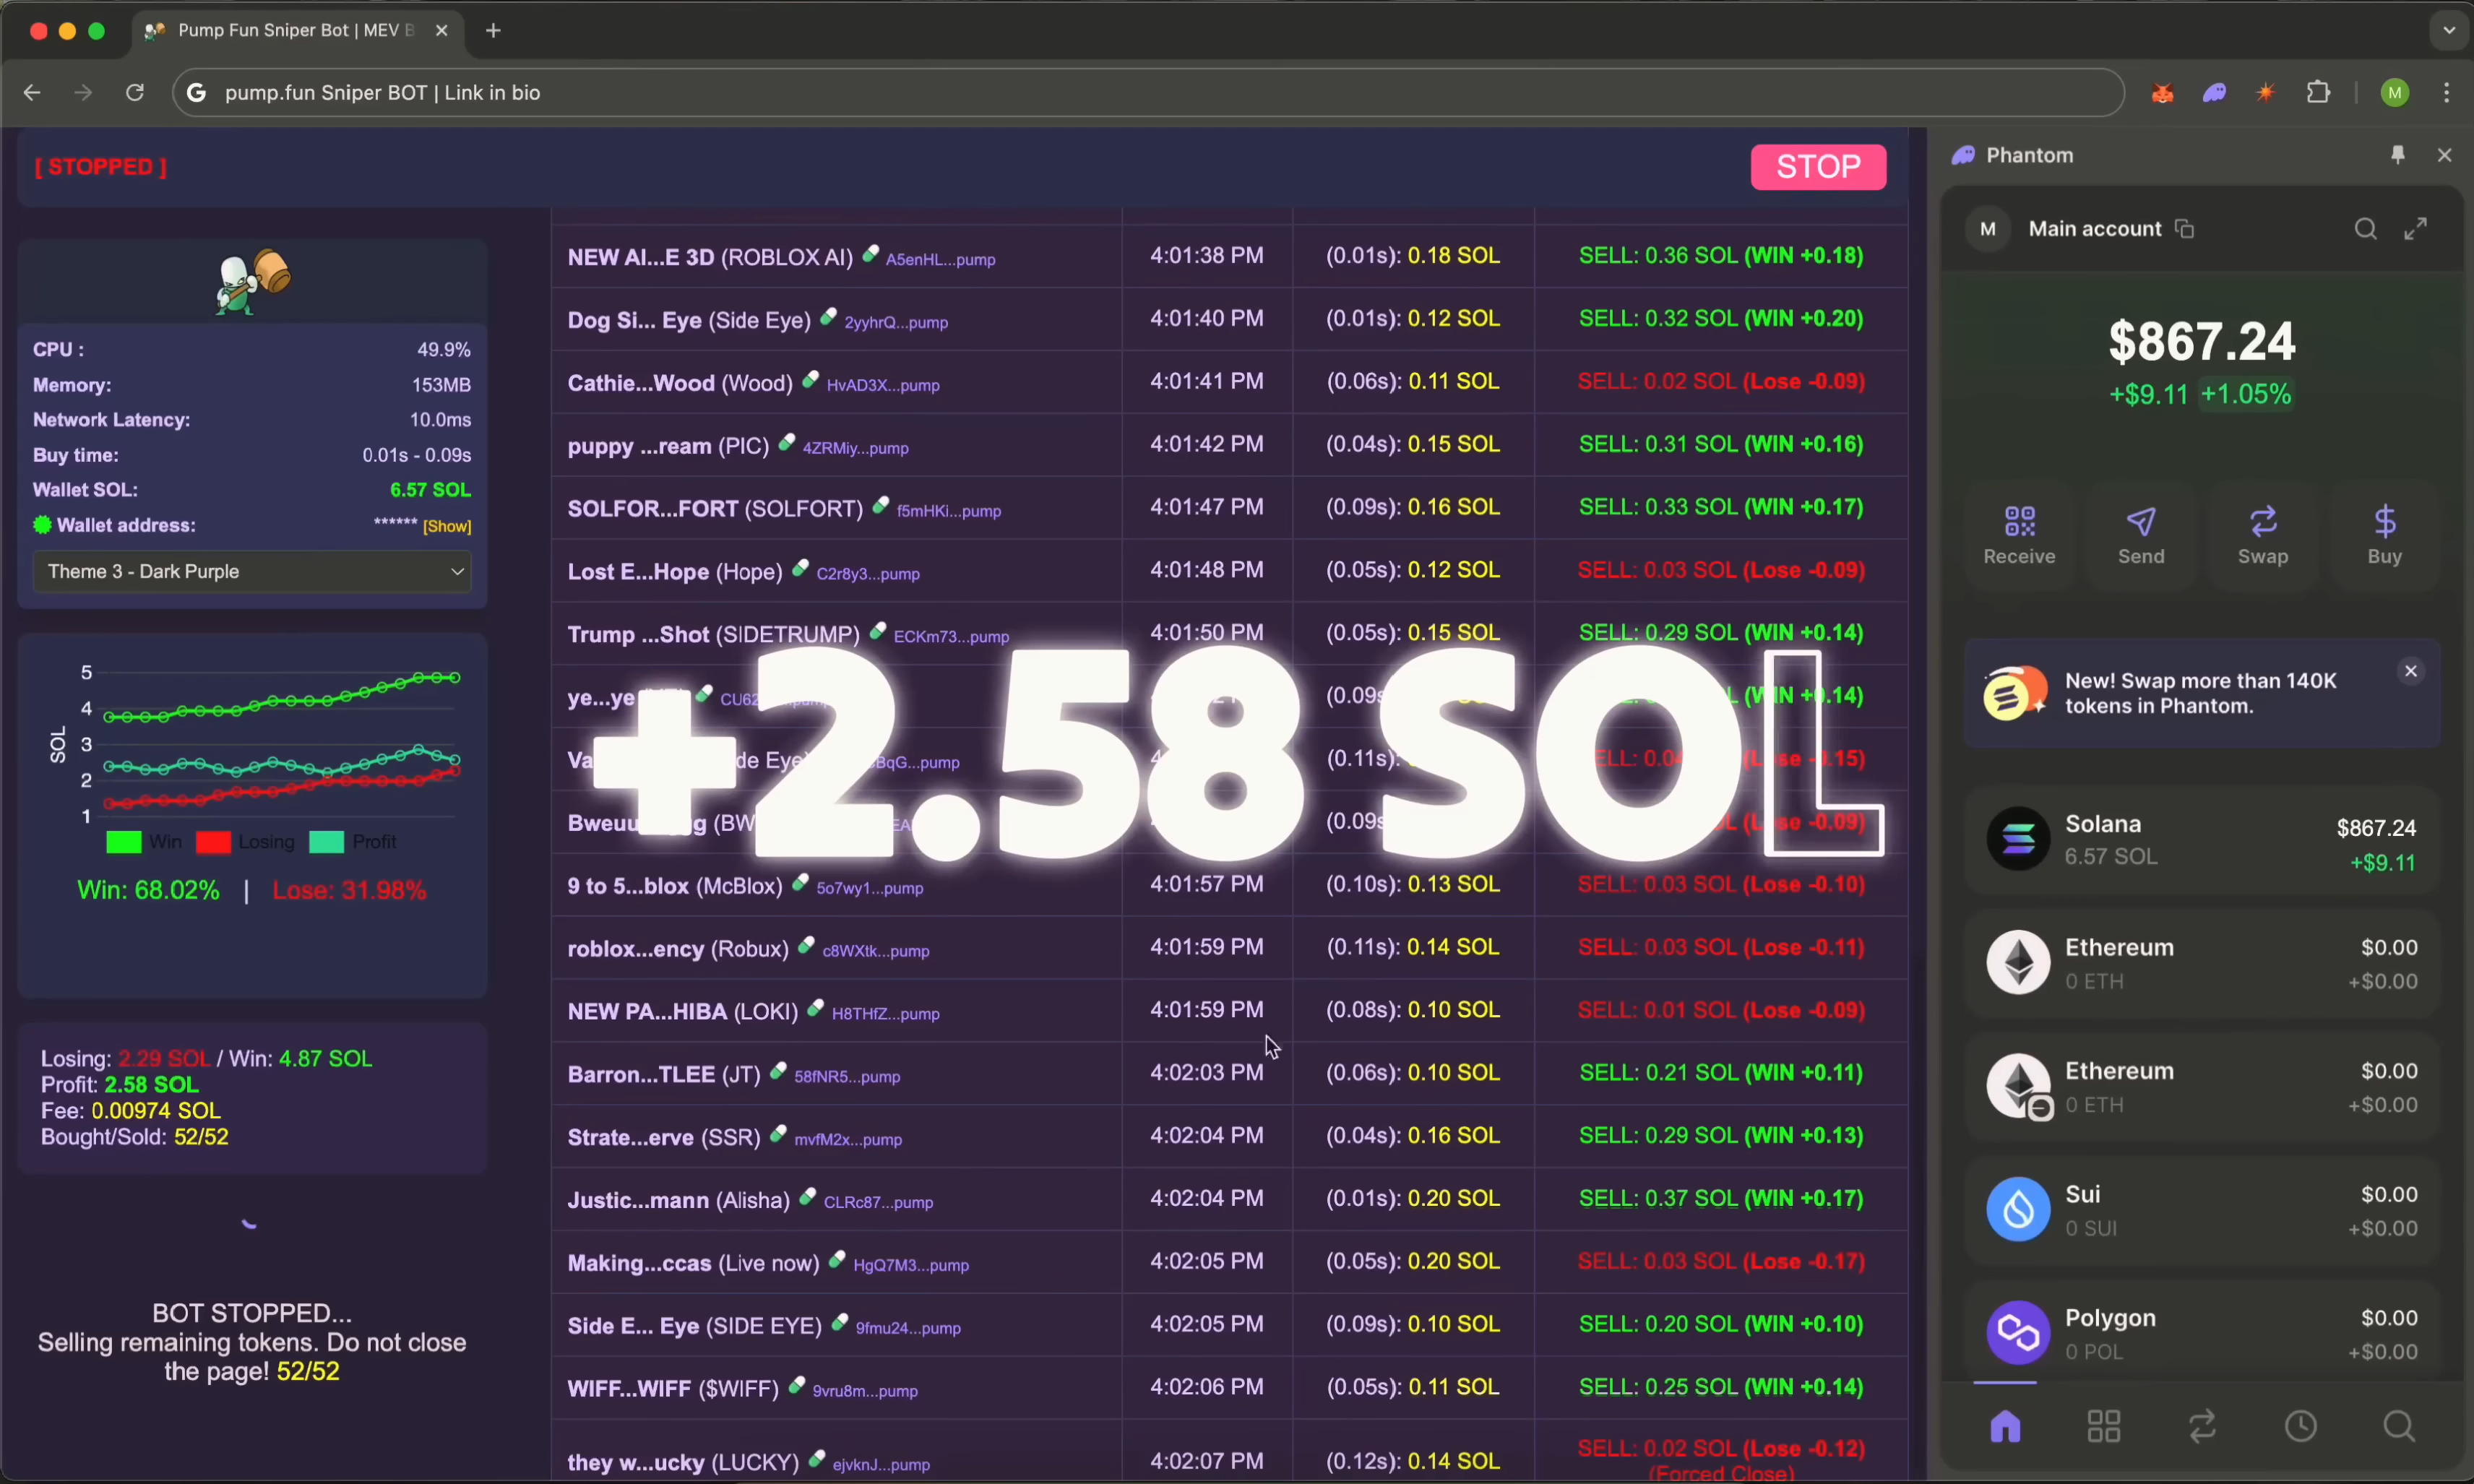 Pump Fun Sniper Bot | MEV B
pump.fun Sniper BOT | Link in bio
[ STOPPED ]
STOP
CPU : 49.9%
Memory: 153MB
Network Latency: 10.0ms
Buy time: 0.01s - 0.09s
Wallet SOL: 6.57 SOL
Wallet address: ****** [Show]
Theme 3 - Dark Purple
5
4
3
2
1
SOL
Win Losing Profit
Win: 68.02% | Lose: 31.98%
Losing: 2.29 SOL / Win: 4.87 SOL
Profit: 2.58 SOL
Fee: 0.00974 SOL
Bought/Sold: 52/52
BOT STOPPED...
Selling remaining tokens. Do not close
the page! 52/52
NEW AI...E 3D (ROBLOX AI) A5enHL...pump 4:01:38 PM (0.01s): 0.18 SOL SELL: 0.36 SOL (WIN +0.18)
Dog Si... Eye (Side Eye) 2yyhrQ...pump 4:01:40 PM (0.01s): 0.12 SOL SELL: 0.32 SOL (WIN +0.20)
Cathie...Wood (Wood) HvAD3X...pump 4:01:41 PM (0.06s): 0.11 SOL SELL: 0.02 SOL (Lose -0.09)
puppy ...ream (PIC) 4ZRMiy...pump 4:01:42 PM (0.04s): 0.15 SOL SELL: 0.31 SOL (WIN +0.16)
SOLFOR...FORT (SOLFORT) f5mHKi...pump 4:01:47 PM (0.09s): 0.16 SOL SELL: 0.33 SOL (WIN +0.17)
Lost E...Hope (Hope) C2r8y3...pump 4:01:48 PM (0.05s): 0.12 SOL SELL: 0.03 SOL (Lose -0.09)
Trump ...Shot (SIDETRUMP) ECKm73...pump 4:01:50 PM (0.05s): 0.15 SOL SELL: 0.29 SOL (WIN +0.14)
ye...ye (0.09s
+2.58 SOL
(0.11s):
(0.09s
9 to 5...blox (McBlox) 5o7wy1...pump 4:01:57 PM (0.10s): 0.13 SOL SELL: 0.03 SOL (Lose -0.10)
roblox...ency (Robux) c8WXtk...pump 4:01:59 PM (0.11s): 0.14 SOL SELL: 0.03 SOL (Lose -0.11)
NEW PA...HIBA (LOKI) H8THfZ...pump 4:01:59 PM (0.08s): 0.10 SOL SELL: 0.01 SOL (Lose -0.09)
Barron...TLEE (JT) 58fNR5...pump 4:02:03 PM (0.06s): 0.10 SOL SELL: 0.21 SOL (WIN +0.11)
Strate...erve (SSR) mvfM2x...pump 4:02:04 PM (0.04s): 0.16 SOL SELL: 0.29 SOL (WIN +0.13)
Justic...mann (Alisha) CLRc87...pump 4:02:04 PM (0.01s): 0.20 SOL SELL: 0.37 SOL (WIN +0.17)
Making...ccas (Live now) HgQ7M3...pump 4:02:05 PM (0.05s): 0.20 SOL SELL: 0.03 SOL (Lose -0.17)
Side E... Eye (SIDE EYE) 9fmu24...pump 4:02:05 PM (0.09s): 0.10 SOL SELL: 0.20 SOL (WIN +0.10)
WIFF...WIFF ($WIFF) 9vru8m...pump 4:02:06 PM (0.05s): 0.11 SOL SELL: 0.25 SOL (WIN +0.14)
they w...ucky (LUCKY) ejvknJ...pump 4:02:07 PM (0.12s): 0.14 SOL SELL: 0.02 SOL (Lose -0.12)
(Forced Close)
Phantom
M Main account
$867.24
+$9.11 +1.05%
Receive Send Swap Buy
New! Swap more than 140K
tokens in Phantom.
Solana $867.24
6.57 SOL +$9.11
Ethereum $0.00
0 ETH +$0.00
Ethereum $0.00
0 ETH +$0.00
Sui $0.00
0 SUI +$0.00
Polygon $0.00
0 POL +$0.00